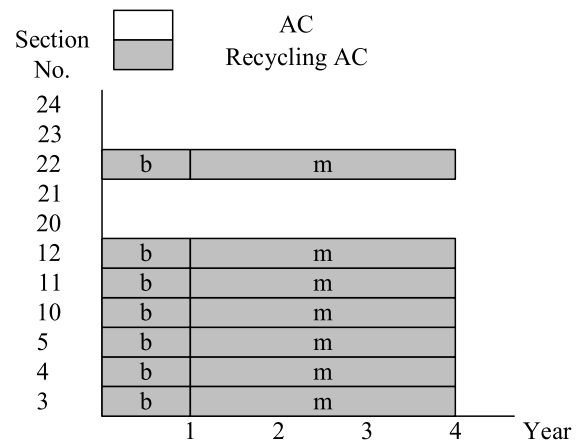 AC
Section
Recycling AC
No.
24
23
22 b m
21
20
12 b m
11 b m
10 b m
5 b m
4 b m
3 b m
1 2 3 4 Year